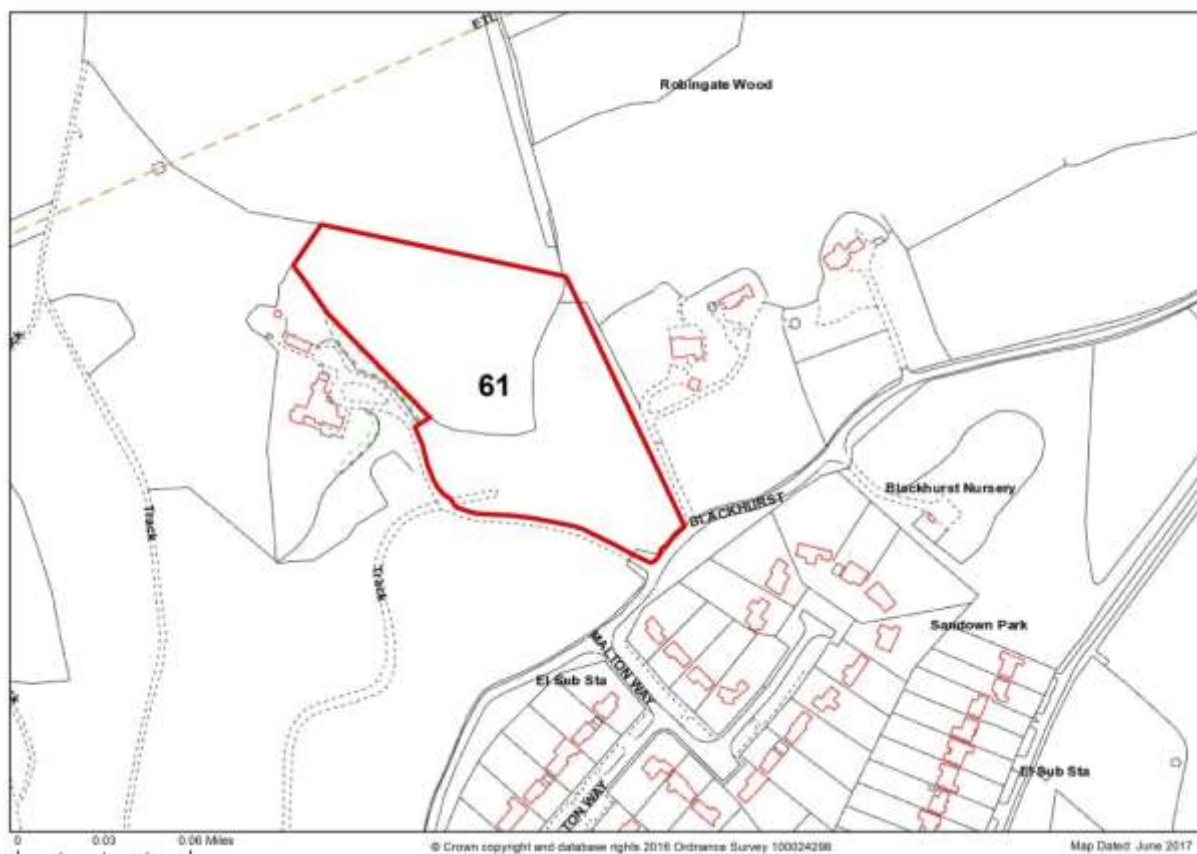 ETL
Robingate Wood
61
BLACKHURST
Blackhurst Nursery
Track
Track
Sandown Park
MALTON WAY
El Sub Sta
El Sub Sta
TON WAY
0 0.03 0.06 Miles
© Crown copyright and database rights 2016 Ordnance Survey 100024298
Map Dated: June 2017